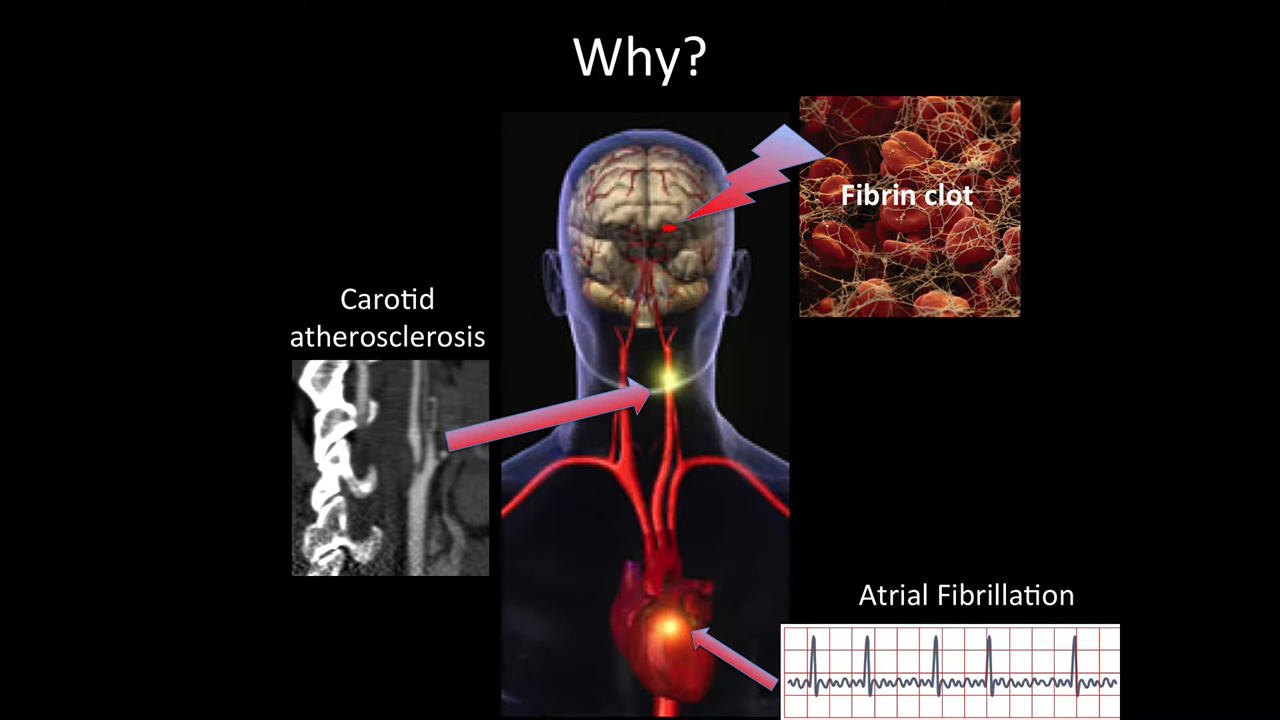 Why?
Fibrin clot
Carotid
atherosclerosis
Atrial Fibrillation